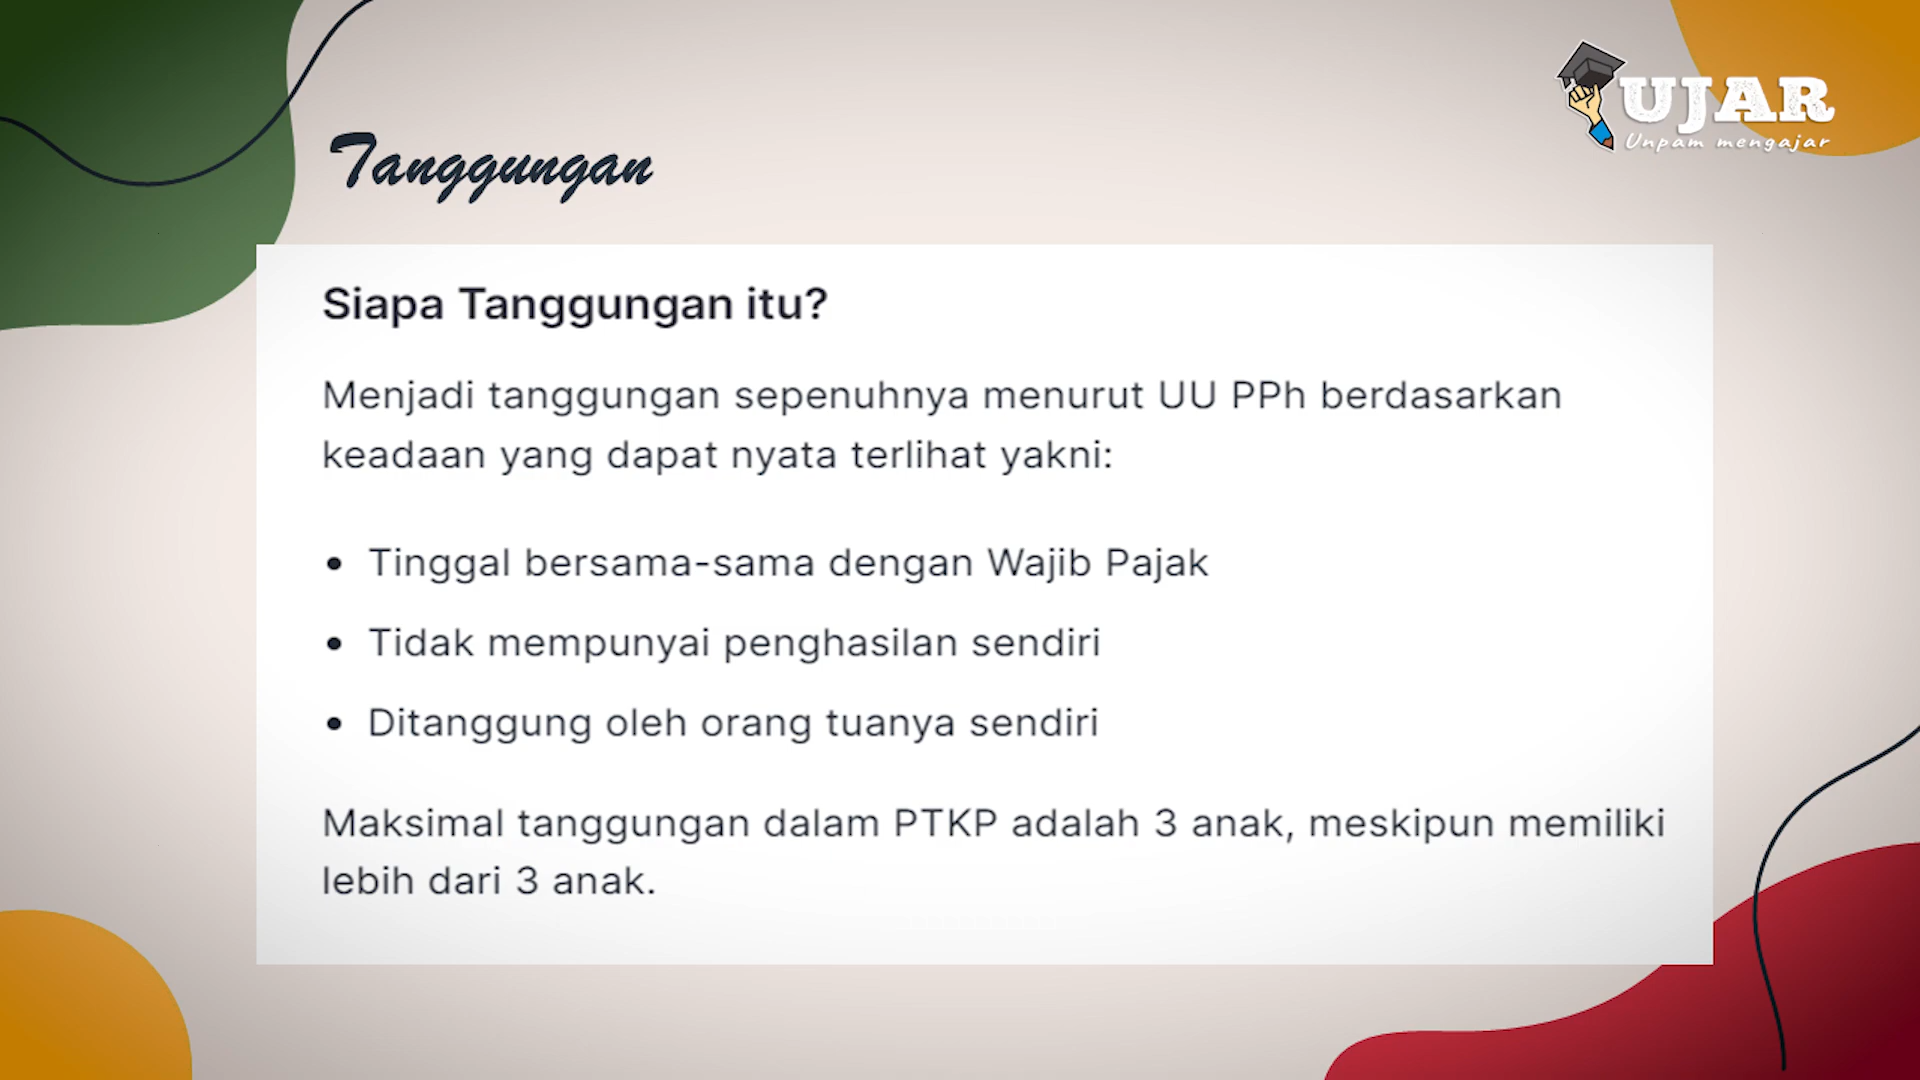 UJAR
Unpam mengajar
Tanggungan
Siapa Tanggungan itu?
Menjadi tanggungan sepenuhnya menurut UU PPh berdasarkan
keadaan yang dapat nyata terlihat yakni:
• Tinggal bersama-sama dengan Wajib Pajak
• Tidak mempunyai penghasilan sendiri
• Ditanggung oleh orang tuanya sendiri
Maksimal tanggungan dalam PTKP adalah 3 anak, meskipun memiliki
lebih dari 3 anak.